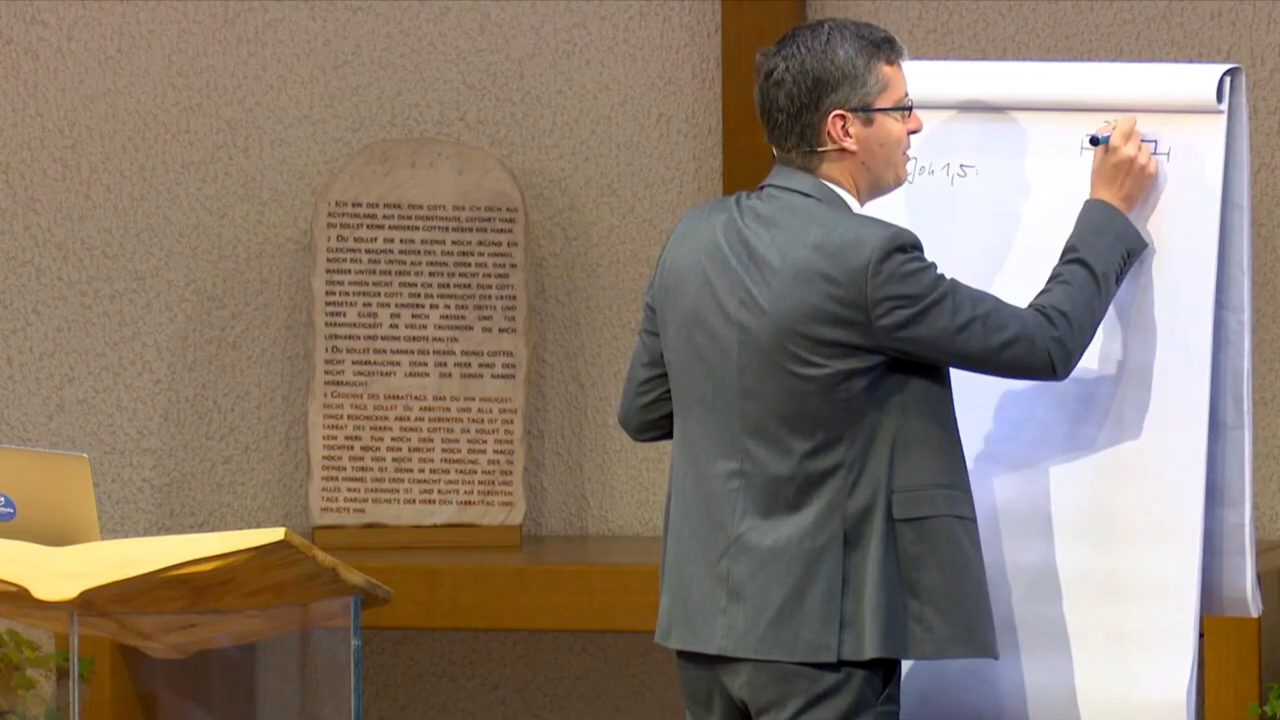 1 ICH BIN DER HERR, DEIN GOTT, DER ICH DICH AUS
ÄGYPTENLAND, AUS DEM DIENSTHAUSE, GEFÜHRT HABE.
DU SOLLST KEINE ANDEREN GÖTTER NEBEN MIR HABEN.
2 DU SOLLST DIR KEIN BILDNIS NOCH IRGEND EIN
GLEICHNIS MACHEN, WEDER DES, DAS OBEN IM HIMMEL,
NOCH DES, DAS UNTEN AUF ERDEN, ODER DES, DAS IM
WASSER UNTER DER ERDE IST. BETE SIE NICHT AN UND
DIENE IHNEN NICHT. DENN ICH, DER HERR, DEIN GOTT,
BIN EIN EIFRIGER GOTT, DER DA HEIMSUCHT DER VÄTER
MISSETAT AN DEN KINDERN BIS IN DAS DRITTE UND
VIERTE GLIED, DIE MICH HASSEN UND TUE
BARMHERZIGKEIT AN VIELEN TAUSENDEN DIE MICH
LIEBHABEN UND MEINE GEBOTE HALTEN.
3 DU SOLLST DEN NAMEN DES HERRN, DEINES GOTTES,
NICHT MIßBRAUCHEN. DENN DER HERR WIRD DEN
NICHT UNGESTRAFT LASSEN, DER SEINEN NAMEN
MIßBRAUCHT.
4 GEDENKE DES SABBATTAGS, DAS DU IHN HEILIGEST.
SECHS TAGE SOLLST DU ARBEITEN UND ALLE DEINE
DINGE BESCHICKEN. ABER AM SIEBENTEN TAGE IST DER
SABBAT DES HERRN, DEINES GOTTES. DA SOLLST DU
KEIN WERK TUN NOCH DEIN SOHN NOCH DEINE
TOCHTER NOCH DEIN KNECHT NOCH DEINE MAGD
NOCH DEIN VIEH NOCH DEIN FREMDLING, DER IN
DEINEN TOREN IST. DENN IN SECHS TAGEN HAT DER
HERR HIMMEL UND ERDE GEMACHT UND DAS MEER UND
ALLES, WAS DARINNEN IST UND RUHTE AM SIEBENTEN
TAGE. DARUM SEGNETE DER HERR DEN SABBATTAG UND
HEILIGTE IHN.
Joh 1,5: